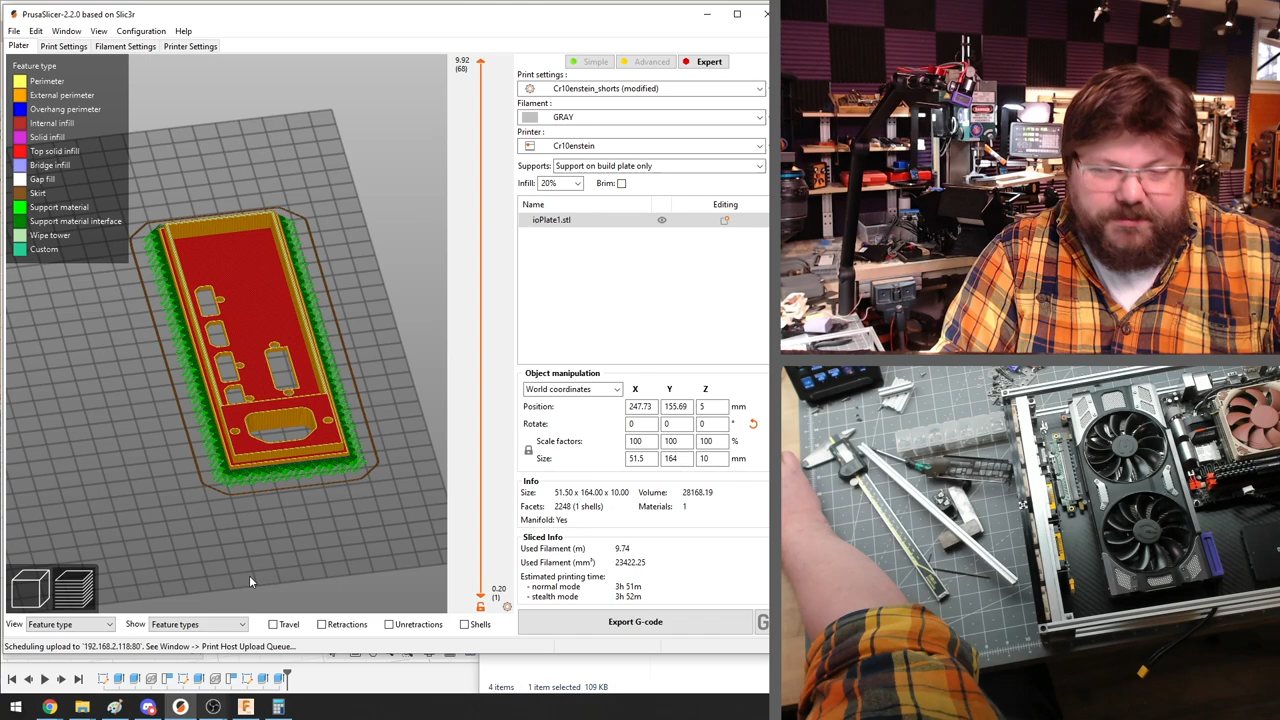 PrusaSlicer-2.2.0 based on Slic3r
File Edit Window View Configuration Help
Plater Print Settings Filament Settings Printer Settings
Feature type
Perimeter
External perimeter
Overhang perimeter
Internal infill
Solid infill
Top solid infill
Bridge infill
Gap fill
Skirt
Support material
Support material interface
Wipe tower
Custom
9.92
(68)
0.20
(1)
Simple Advanced Expert
Print settings :
Cr10enstein_shorts (modified)
Filament :
GRAY
Printer :
Cr10enstein
Supports: Support on build plate only
Infill: 20% Brim:
Name Editing
ioPlate1.stl
Object manipulation
World coordinates X Y Z
Position: 247.73 155.69 5 mm
Rotate: 0 0 0 °
Scale factors: 100 100 100 %
Size: 51.5 164 10 mm
Info
Size: 51.50 x 164.00 x 10.00 Volume: 28168.19
Facets: 2248 (1 shells) Materials: 1
Manifold: Yes
Sliced Info
Used Filament (m) 9.74
Used Filament (mm³) 23422.25
Estimated printing time:
- normal mode 3h 51m
- stealth mode 3h 52m
View Feature type Show Feature types Travel Retractions Unretractions Shells
Export G-code G
Scheduling upload to `192.168.2.118:80`. See Window -> Print Host Upload Queue...
4 items 1 item selected 109 KB